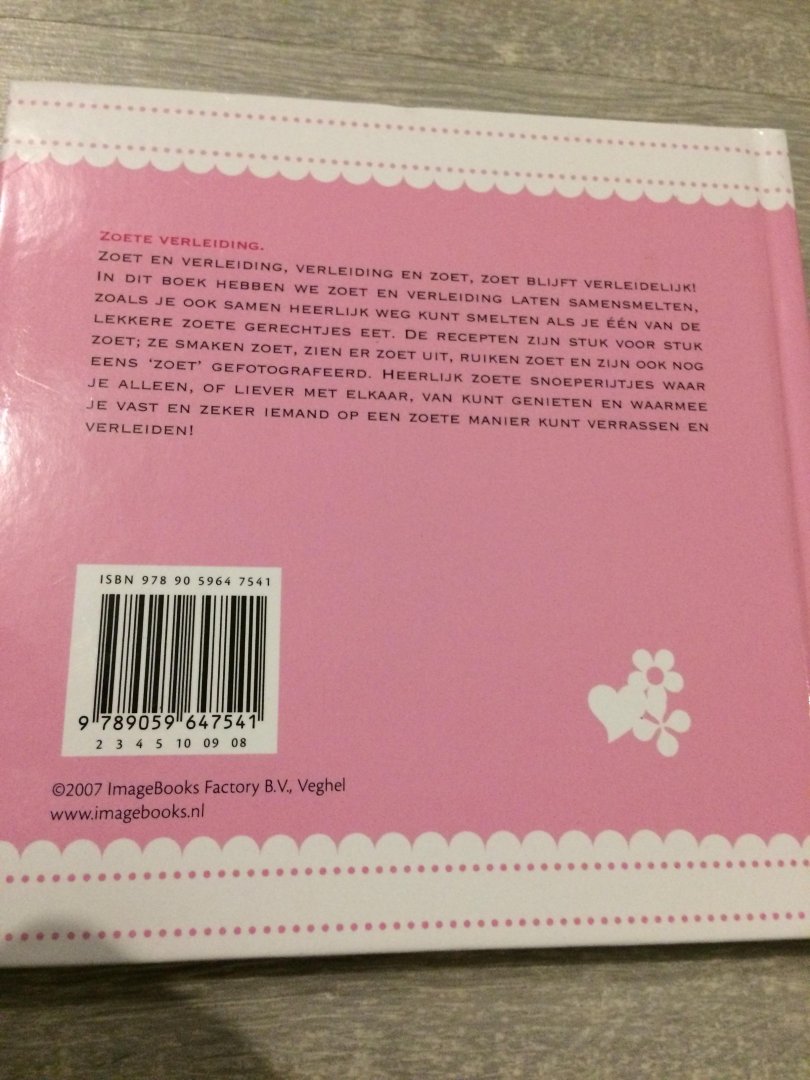 ZOETE VERLEIDING.
ZOET EN VERLEIDING, VERLEIDING EN ZOET, ZOET BLIJFT VERLEIDELIJK!
IN DIT BOEK HEBBEN WE ZOET EN VERLEIDING LATEN SAMENSMELTEN,
ZOALS JE OOK SAMEN HEERLIJK WEG KUNT SMELTEN ALS JE ÉÉN VAN DE
LEKKERE ZOETE GERECHTJES EET. DE RECEPTEN ZIJN STUK VOOR STUK
ZOET; ZE SMAKEN ZOET, ZIEN ER ZOET UIT, RUIKEN ZOET EN ZIJN OOK NOG
EENS ‘ZOET’ GEFOTOGRAFEERD. HEERLIJK ZOETE SNOEPERIJTJES WAAR
JE ALLEEN, OF LIEVER MET ELKAAR, VAN KUNT GENIETEN EN WAARMEE
JE VAST EN ZEKER IEMAND OP EEN ZOETE MANIER KUNT VERRASSEN EN
VERLEIDEN!
ISBN 978 90 5964 7541
9 789059 647541
2 3 4 5 10 09 08
©2007 ImageBooks Factory B.V., Veghel
www.imagebooks.nl